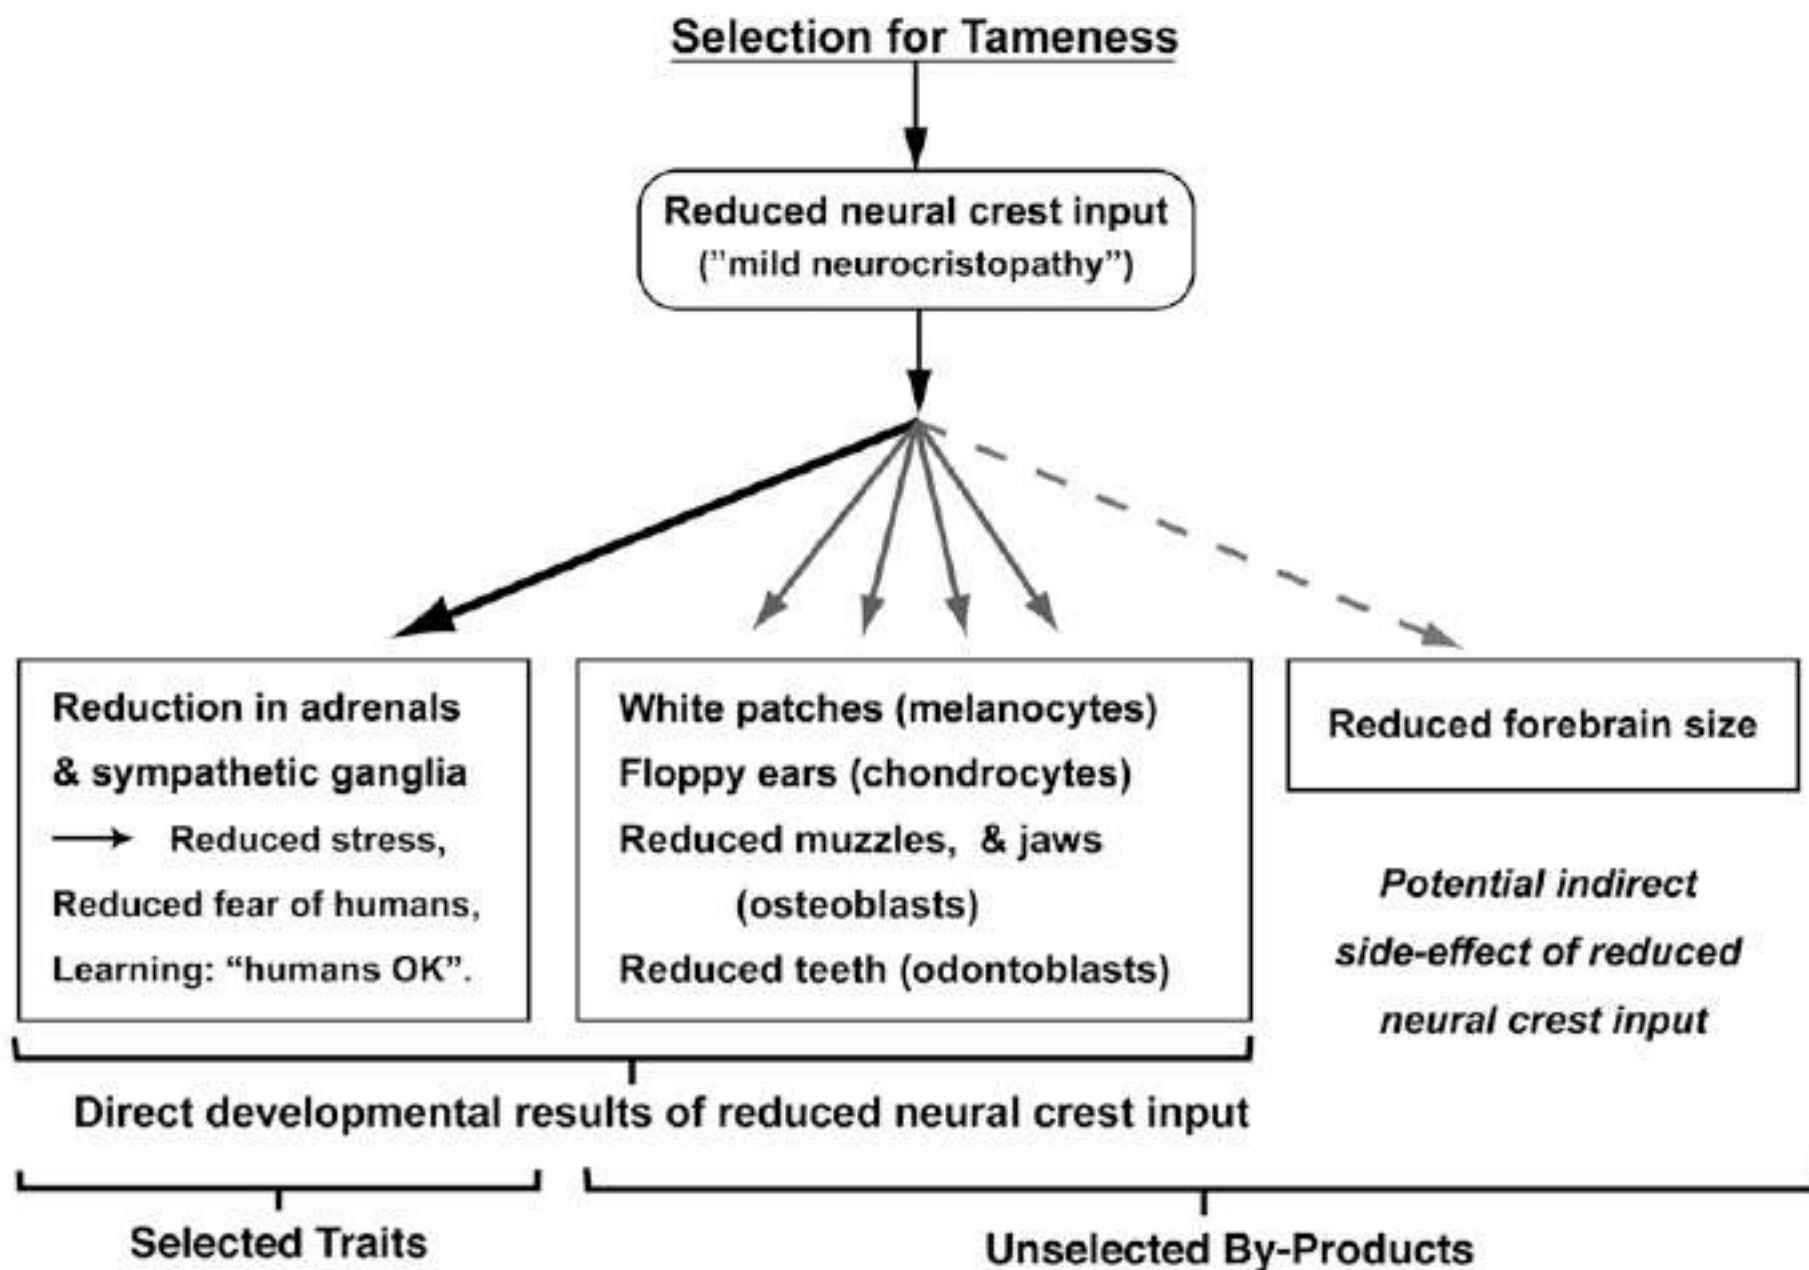 Selection for Tameness
Reduced neural crest input
(”mild neurocristopathy”)
Reduction in adrenals
& sympathetic ganglia
Reduced stress,
Reduced fear of humans,
Learning: “humans OK”.
White patches (melanocytes)
Floppy ears (chondrocytes)
Reduced muzzles, & jaws
(osteoblasts)
Reduced teeth (odontoblasts)
Reduced forebrain size
Potential indirect
side-effect of reduced
neural crest input
Direct developmental results of reduced neural crest input
Selected Traits
Unselected By-Products